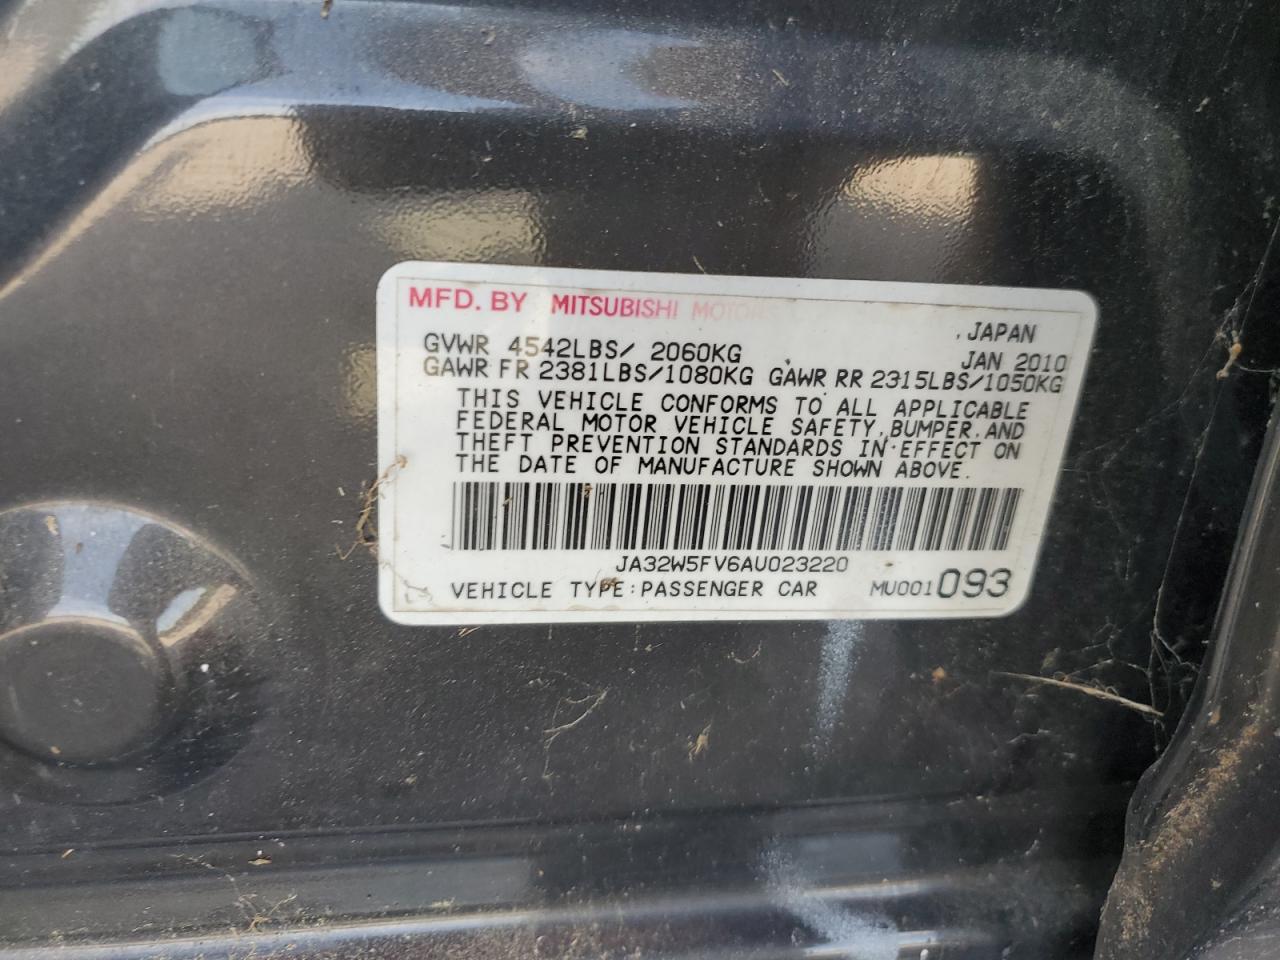 MFD. BY MITSUBISHI MOTORS
JAPAN
GVWR 4542LBS/ 2060KG JAN 2010
GAWR FR 2381LBS/1080KG GAWR RR 2315LBS/1050KG
THIS VEHICLE CONFORMS TO ALL APPLICABLE
FEDERAL MOTOR VEHICLE SAFETY, BUMPER, AND
THEFT PREVENTION STANDARDS IN EFFECT ON
THE DATE OF MANUFACTURE SHOWN ABOVE.
JA32W5FV6AU023220
VEHICLE TYPE:PASSENGER CAR MU001093